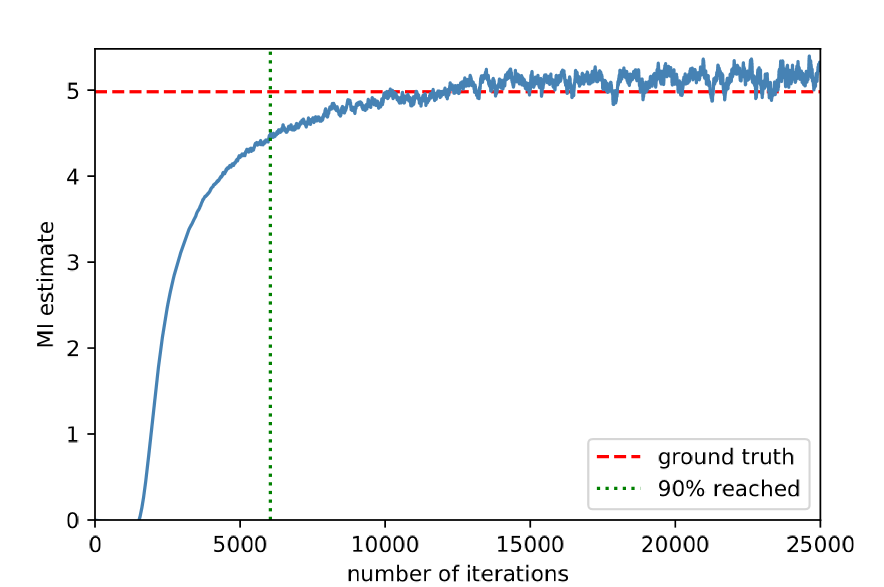 5
4
3
2
1
0
MI estimate
ground truth
90% reached
0 5000 10000 15000 20000 25000
number of iterations